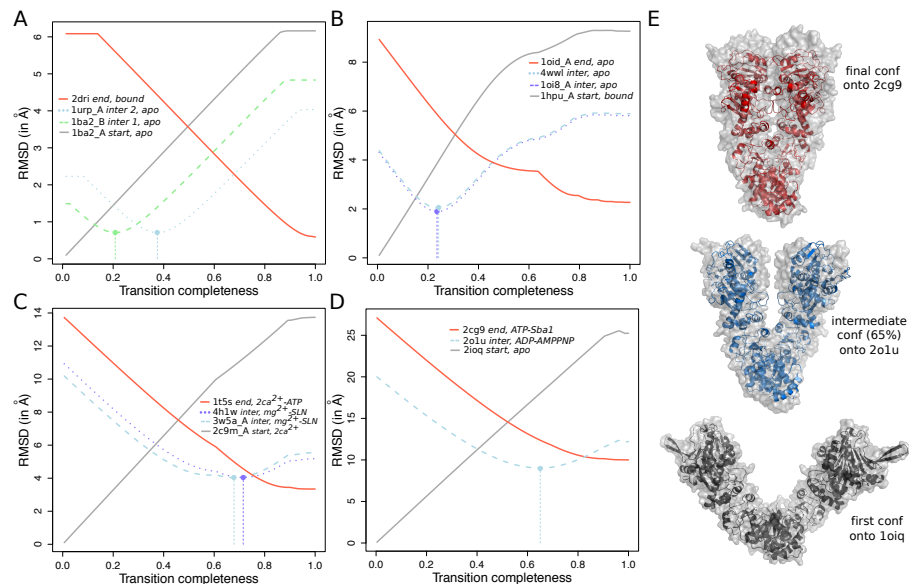 A
RMSD (in Å)
0 1 2 3 4 5 6
2dri end, bound
1urp_A inter 2, apo
1ba2_B inter 1, apo
1ba2_A start, apo
0.0 0.2 0.4 0.6 0.8 1.0
Transition completeness
B
RMSD (in Å)
0 2 4 6 8
1oid_A end, apo
4wwl inter, apo
1oi8_A inter, apo
1hpu_A start, bound
0.0 0.2 0.4 0.6 0.8 1.0
Transition completeness
C
RMSD (in Å)
0 2 4 6 8 10 12 14
1t5s end, 2ca2+-ATP
4h1w inter, mg2+-SLN
3w5a_A inter, mg2+-SLN
2c9m_A start, 2ca2+
0.0 0.2 0.4 0.6 0.8 1.0
Transition completeness
D
RMSD (in Å)
0 5 10 15 20 25
2cg9 end, ATP-Sba1
2o1u inter, ADP-AMPPNP
2ioq start, apo
0.0 0.2 0.4 0.6 0.8 1.0
Transition completeness
E
final conf
onto 2cg9
intermediate
conf (65%)
onto 2o1u
first conf
onto 1oiq